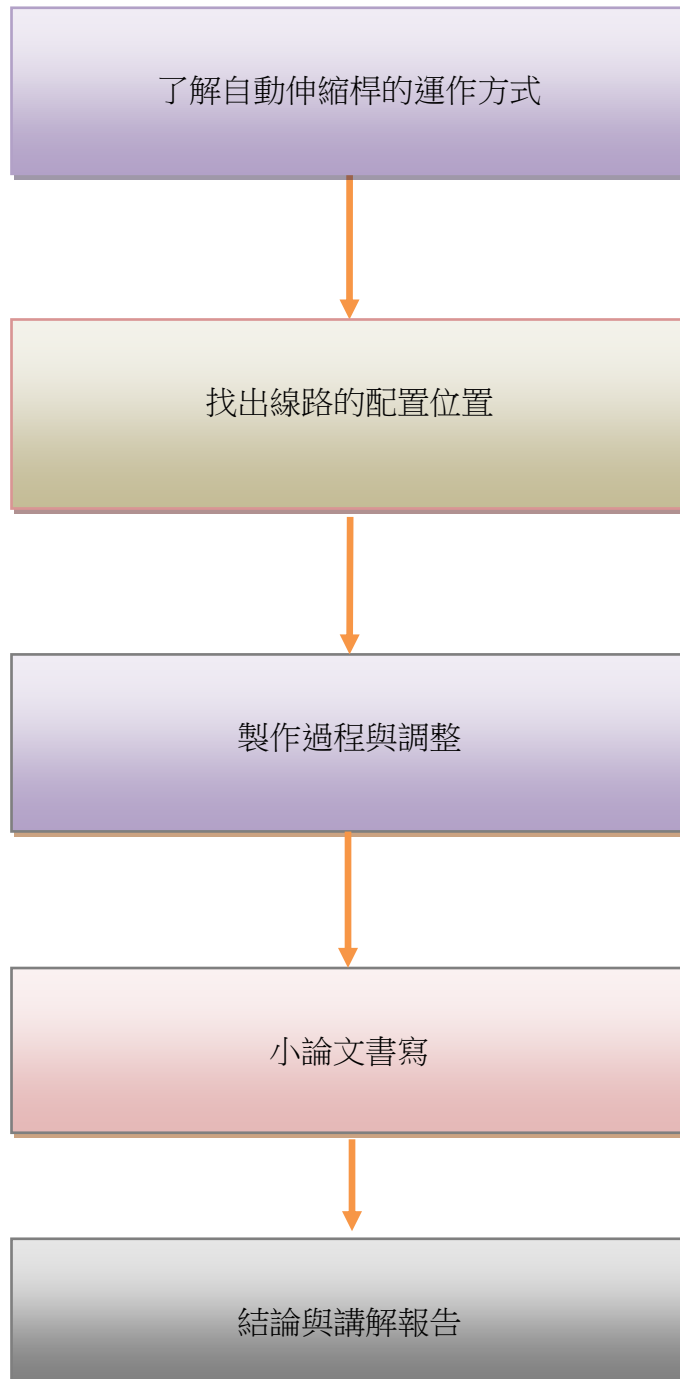 了解自動伸縮桿的運作方式
找出線路的配置位置
製作過程與調整
小論文書寫
結論與講解報告